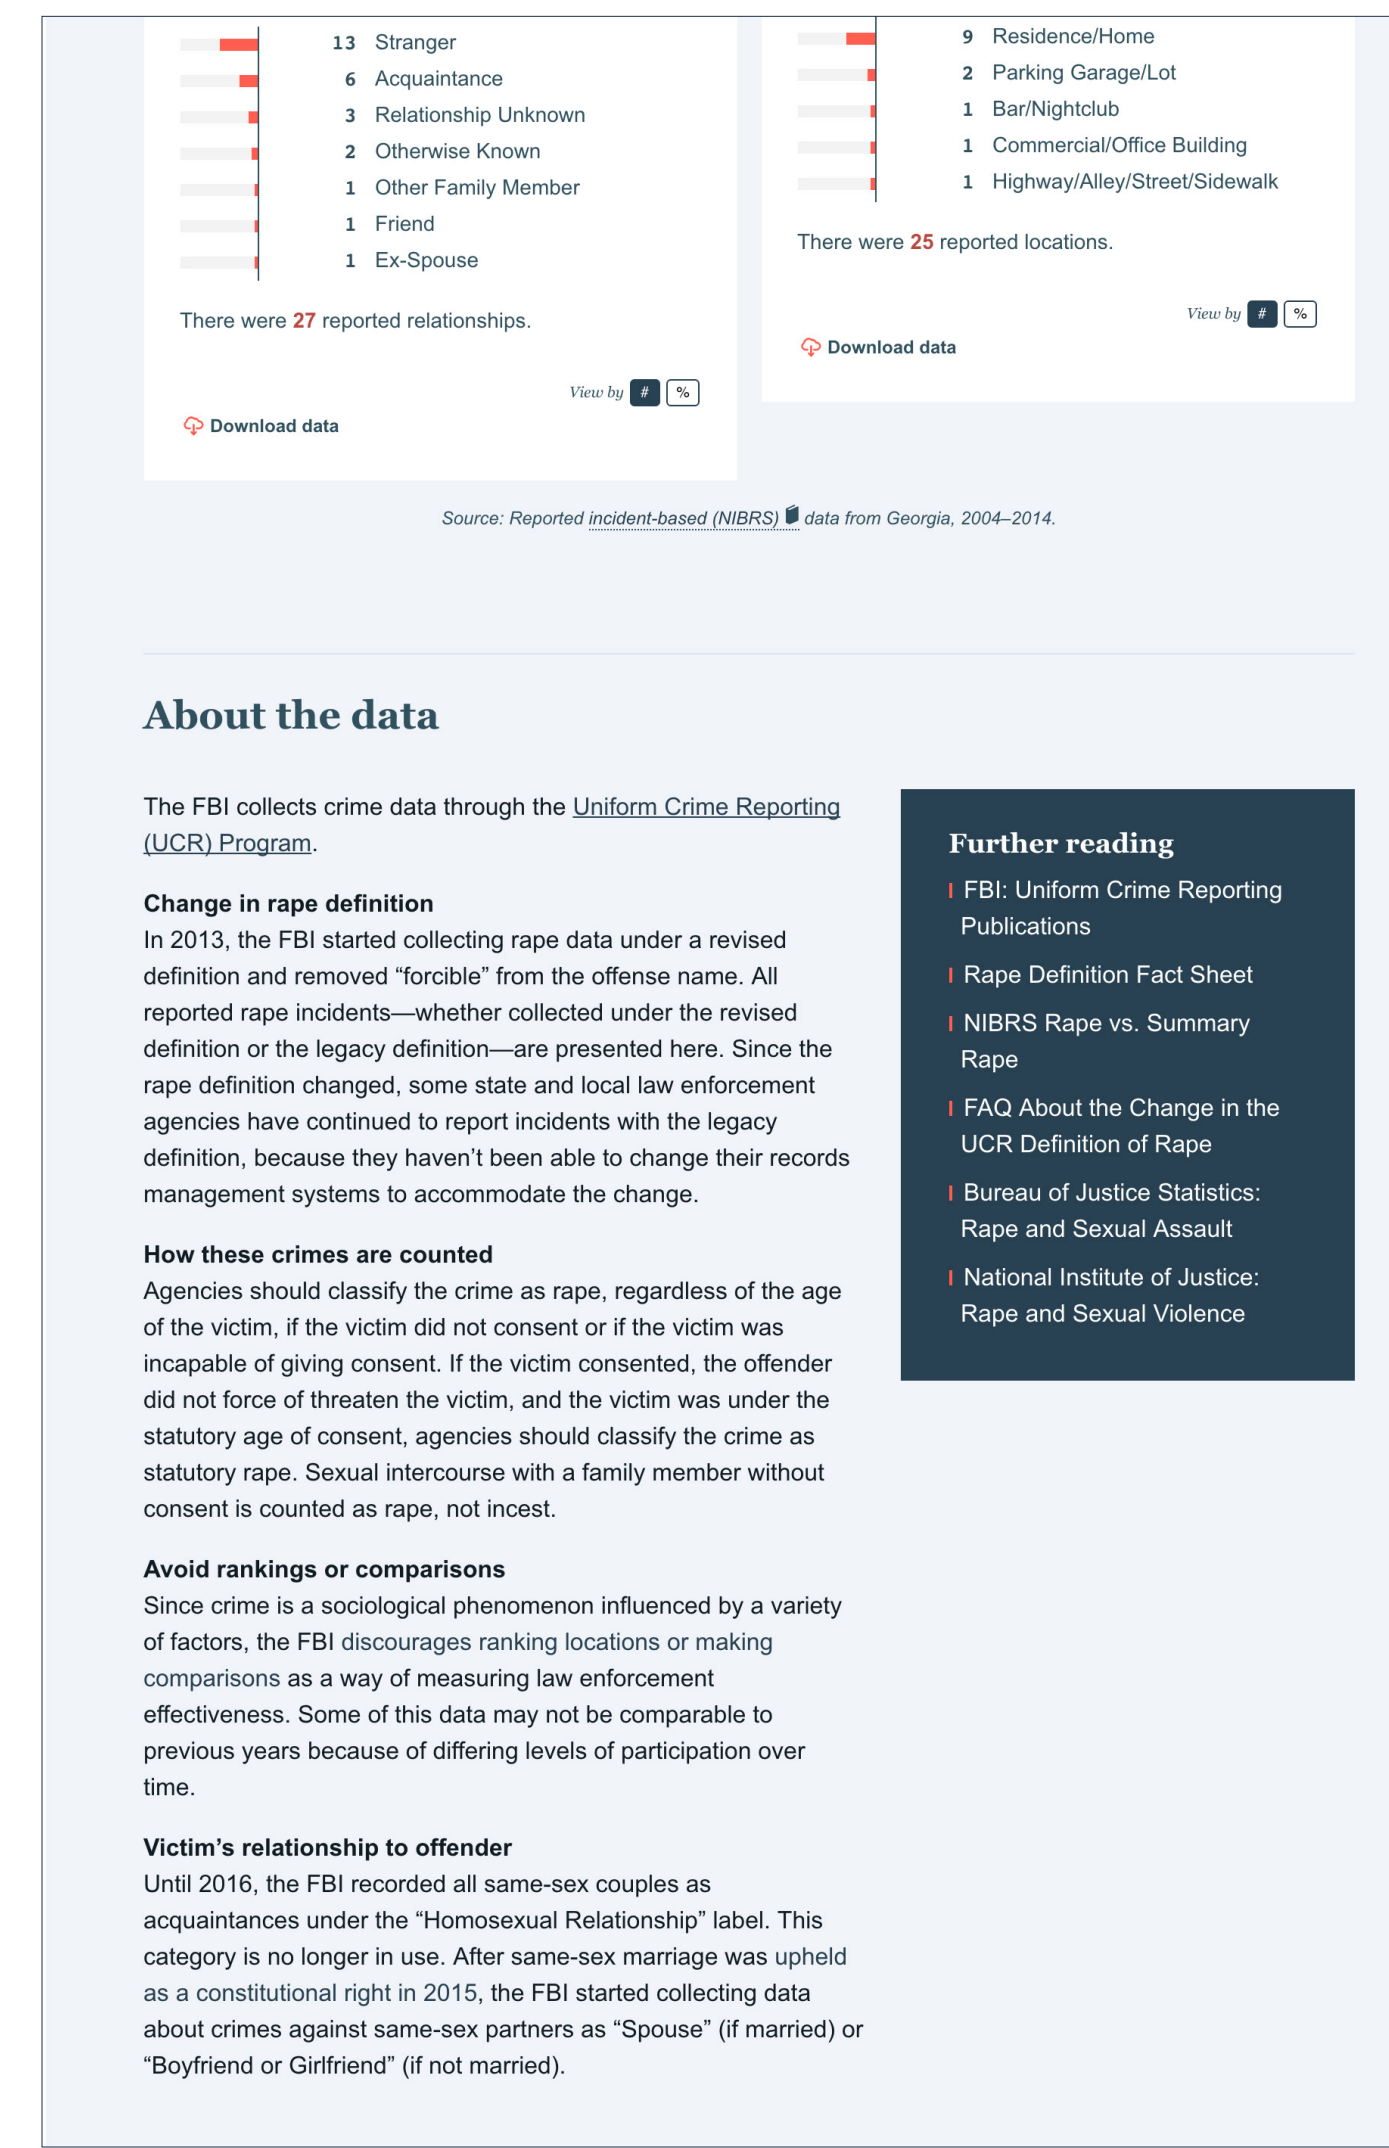 13 Stranger
6 Acquaintance
3 Relationship Unknown
2 Otherwise Known
1 Other Family Member
1 Friend
1 Ex-Spouse
There were 27 reported relationships.
View by # %
Download data
9 Residence/Home
2 Parking Garage/Lot
1 Bar/Nightclub
1 Commercial/Office Building
1 Highway/Alley/Street/Sidewalk
There were 25 reported locations.
View by # %
Download data
Source: Reported incident-based (NIBRS) data from Georgia, 2004–2014.
About the data
The FBI collects crime data through the Uniform Crime Reporting
(UCR) Program.
Change in rape definition
In 2013, the FBI started collecting rape data under a revised
definition and removed “forcible” from the offense name. All
reported rape incidents—whether collected under the revised
definition or the legacy definition—are presented here. Since the
rape definition changed, some state and local law enforcement
agencies have continued to report incidents with the legacy
definition, because they haven’t been able to change their records
management systems to accommodate the change.
How these crimes are counted
Agencies should classify the crime as rape, regardless of the age
of the victim, if the victim did not consent or if the victim was
incapable of giving consent. If the victim consented, the offender
did not force of threaten the victim, and the victim was under the
statutory age of consent, agencies should classify the crime as
statutory rape. Sexual intercourse with a family member without
consent is counted as rape, not incest.
Avoid rankings or comparisons
Since crime is a sociological phenomenon influenced by a variety
of factors, the FBI discourages ranking locations or making
comparisons as a way of measuring law enforcement
effectiveness. Some of this data may not be comparable to
previous years because of differing levels of participation over
time.
Victim’s relationship to offender
Until 2016, the FBI recorded all same-sex couples as
acquaintances under the “Homosexual Relationship” label. This
category is no longer in use. After same-sex marriage was upheld
as a constitutional right in 2015, the FBI started collecting data
about crimes against same-sex partners as “Spouse” (if married) or
“Boyfriend or Girlfriend” (if not married).
Further reading
FBI: Uniform Crime Reporting
Publications
Rape Definition Fact Sheet
NIBRS Rape vs. Summary
Rape
FAQ About the Change in the
UCR Definition of Rape
Bureau of Justice Statistics:
Rape and Sexual Assault
National Institute of Justice:
Rape and Sexual Violence